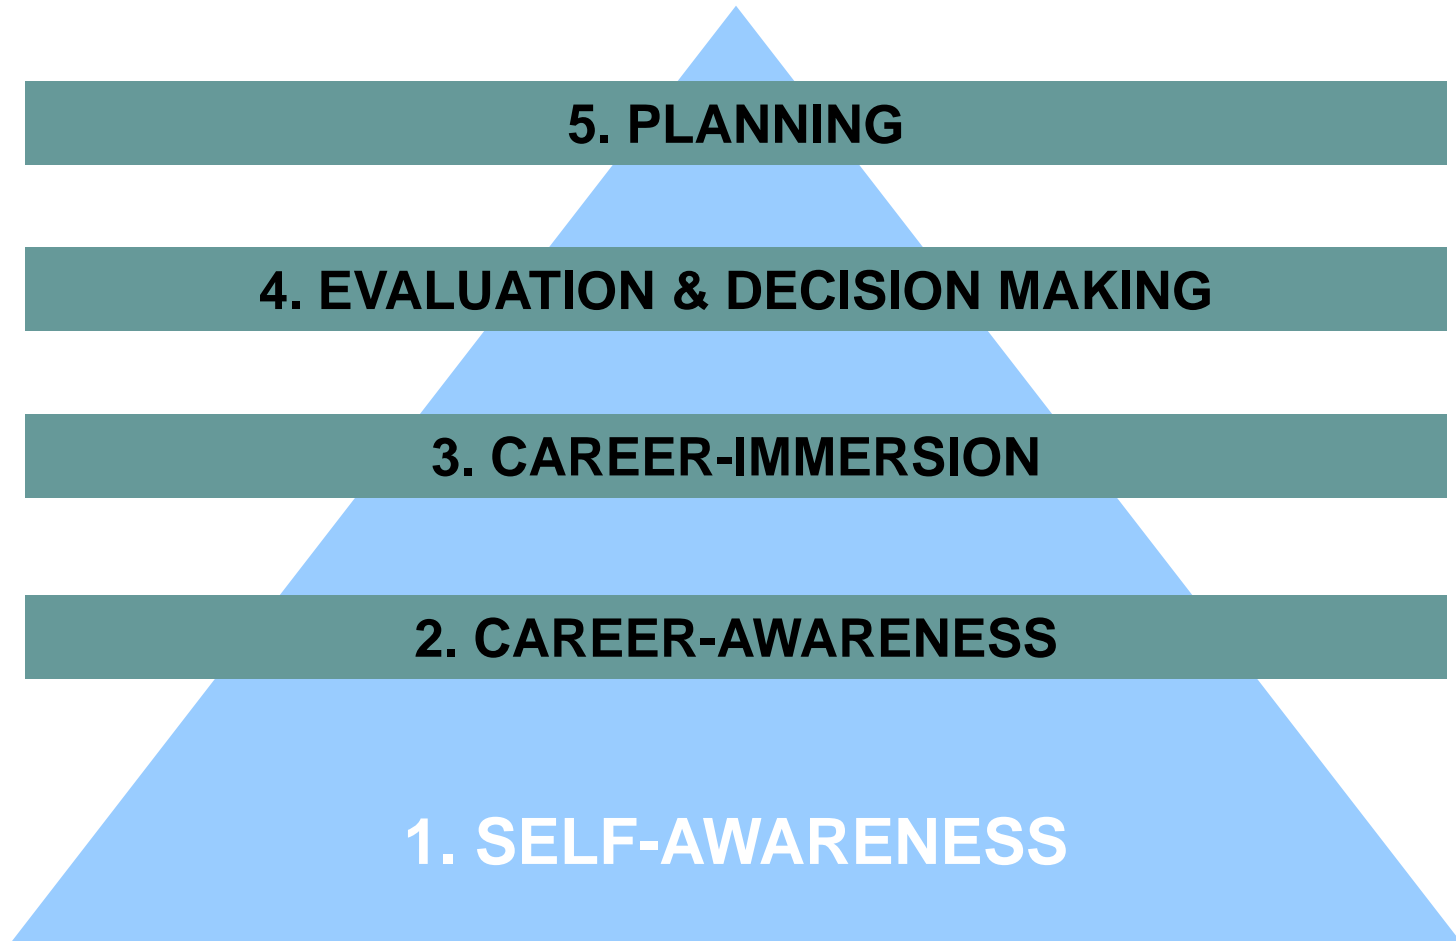 5. PLANNING
4. EVALUATION & DECISION MAKING
3. CAREER-IMMERSION
2. CAREER-AWARENESS
1. SELF-AWARENESS